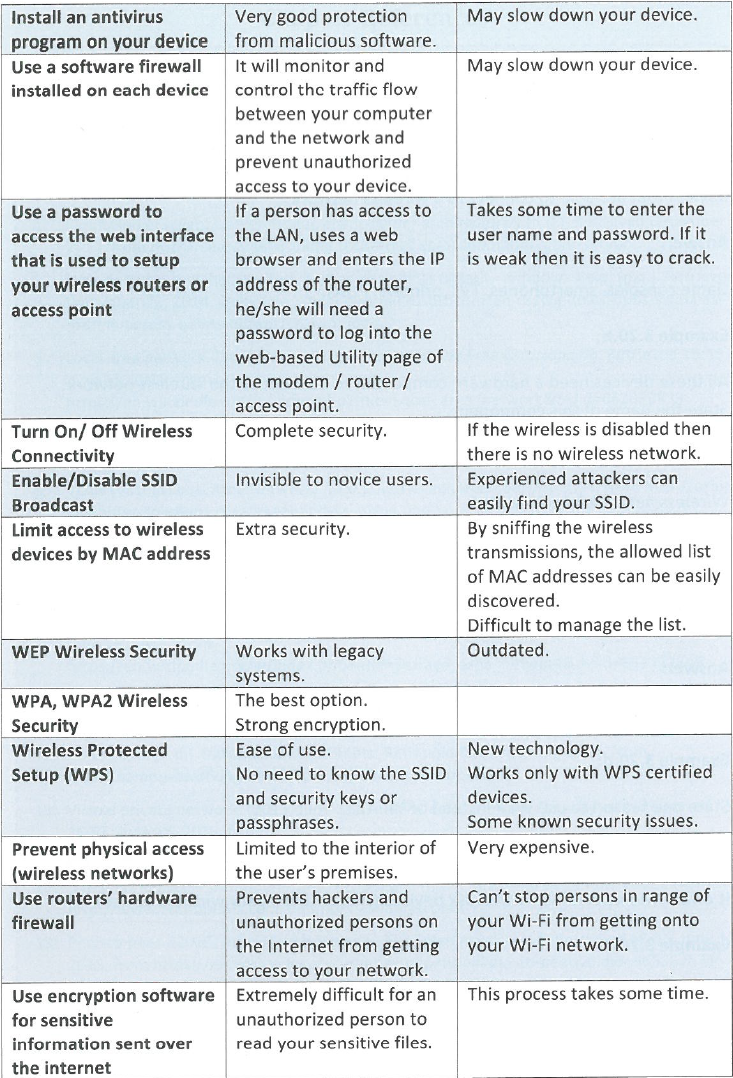 Install an antivirus
program on your device
Very good protection
from malicious software.
May slow down your device.
Use a software firewall
installed on each device
It will monitor and
control the traffic flow
between your computer
and the network and
prevent unauthorized
access to your device.
May slow down your device.
Use a password to
access the web interface
that is used to setup
your wireless routers or
access point
If a person has access to
the LAN, uses a web
browser and enters the IP
address of the router,
he/she will need a
password to log into the
web-based Utility page of
the modem / router /
access point.
Takes some time to enter the
user name and password. If it
is weak then it is easy to crack.
Turn On/ Off Wireless
Connectivity
Complete security.
If the wireless is disabled then
there is no wireless network.
Enable/Disable SSID
Broadcast
Invisible to novice users.
Experienced attackers can
easily find your SSID.
Limit access to wireless
devices by MAC address
Extra security.
By sniffing the wireless
transmissions, the allowed list
of MAC addresses can be easily
discovered.
Difficult to manage the list.
WEP Wireless Security
Works with legacy
systems.
Outdated.
WPA, WPA2 Wireless
Security
The best option.
Strong encryption.
Wireless Protected
Setup (WPS)
Ease of use.
No need to know the SSID
and security keys or
passphrases.
New technology.
Works only with WPS certified
devices.
Some known security issues.
Prevent physical access
(wireless networks)
Limited to the interior of
the user's premises.
Very expensive.
Use routers' hardware
firewall
Prevents hackers and
unauthorized persons on
the Internet from getting
access to your network.
Can't stop persons in range of
your Wi-Fi from getting onto
your Wi-Fi network.
Use encryption software
for sensitive
information sent over
the internet
Extremely difficult for an
unauthorized person to
read your sensitive files.
This process takes some time.